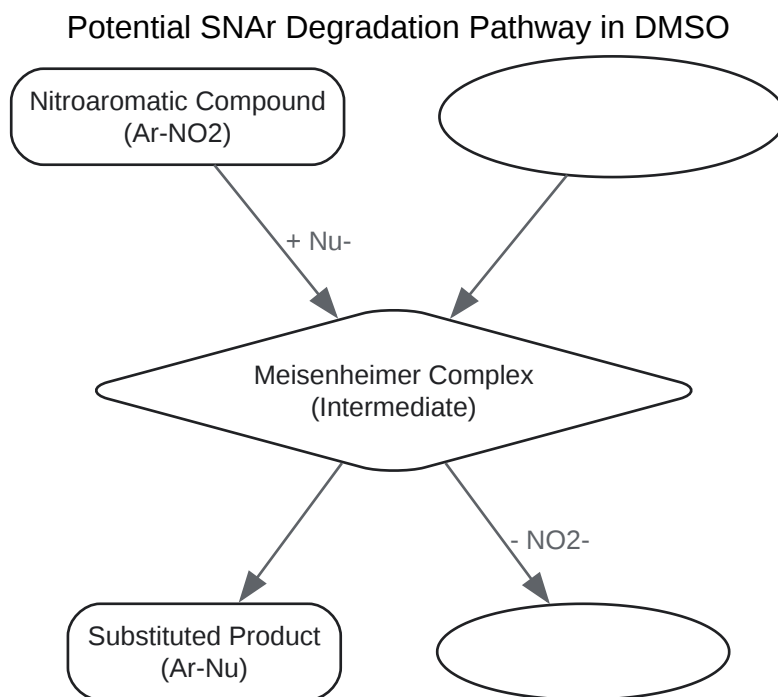 Potential SNAr Degradation Pathway in DMSO
Nitroaromatic Compound
(Ar-NO2)
+ Nu-
Meisenheimer Complex
(Intermediate)
- NO2-
Substituted Product
(Ar-Nu)